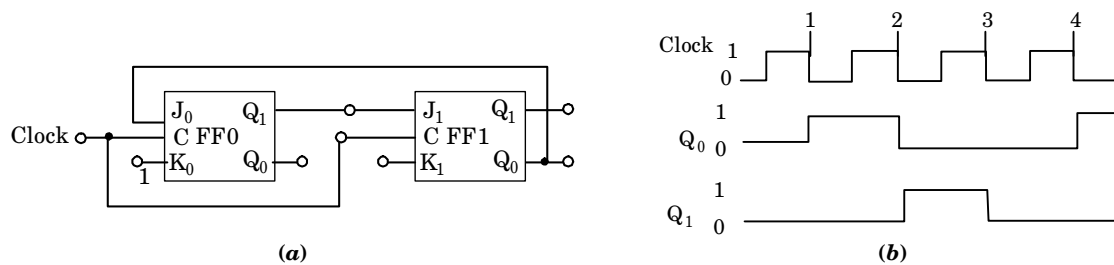 J₀ Q₁
Clock C FF0
1 K₀ Q₀
J₁ Q₁
C FF1
K₁ Q₀
(a)
1 2 3 4
Clock 1
0
1
Q₀ 0
1
Q₁ 0
(b)